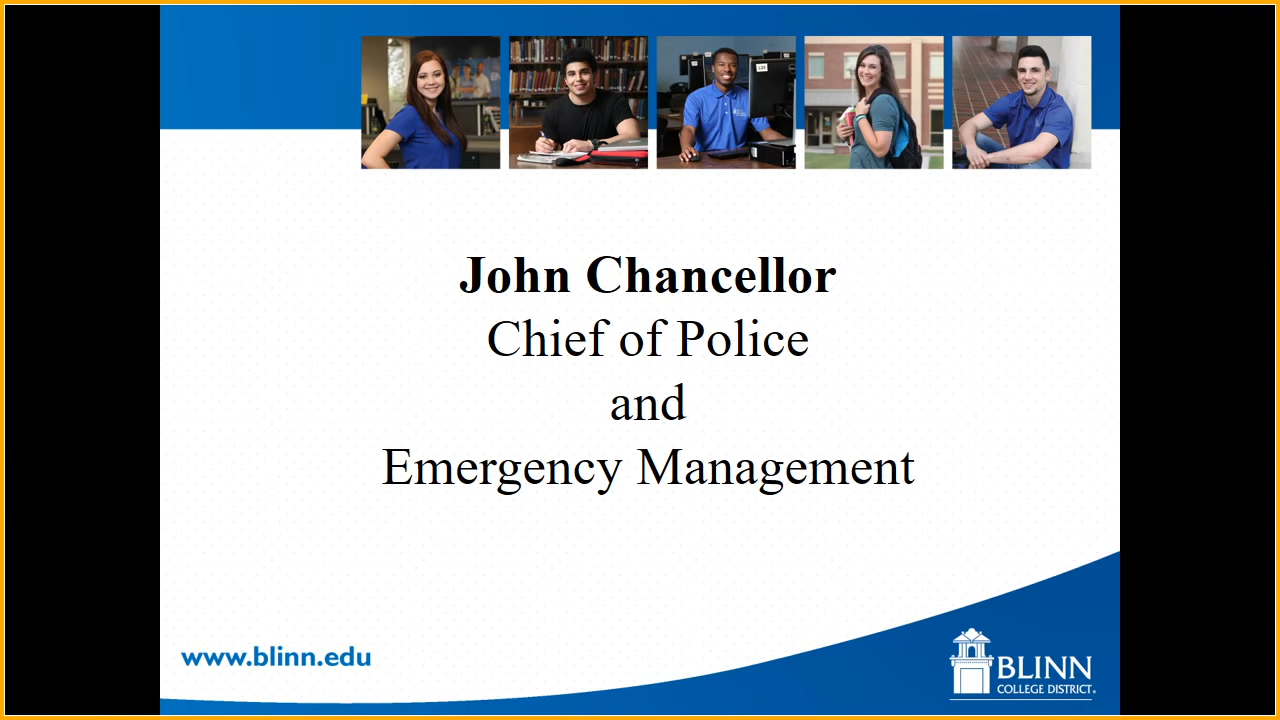 John Chancellor
Chief of Police
and
Emergency Management
www.blinn.edu
BLINN
COLLEGE DISTRICT.